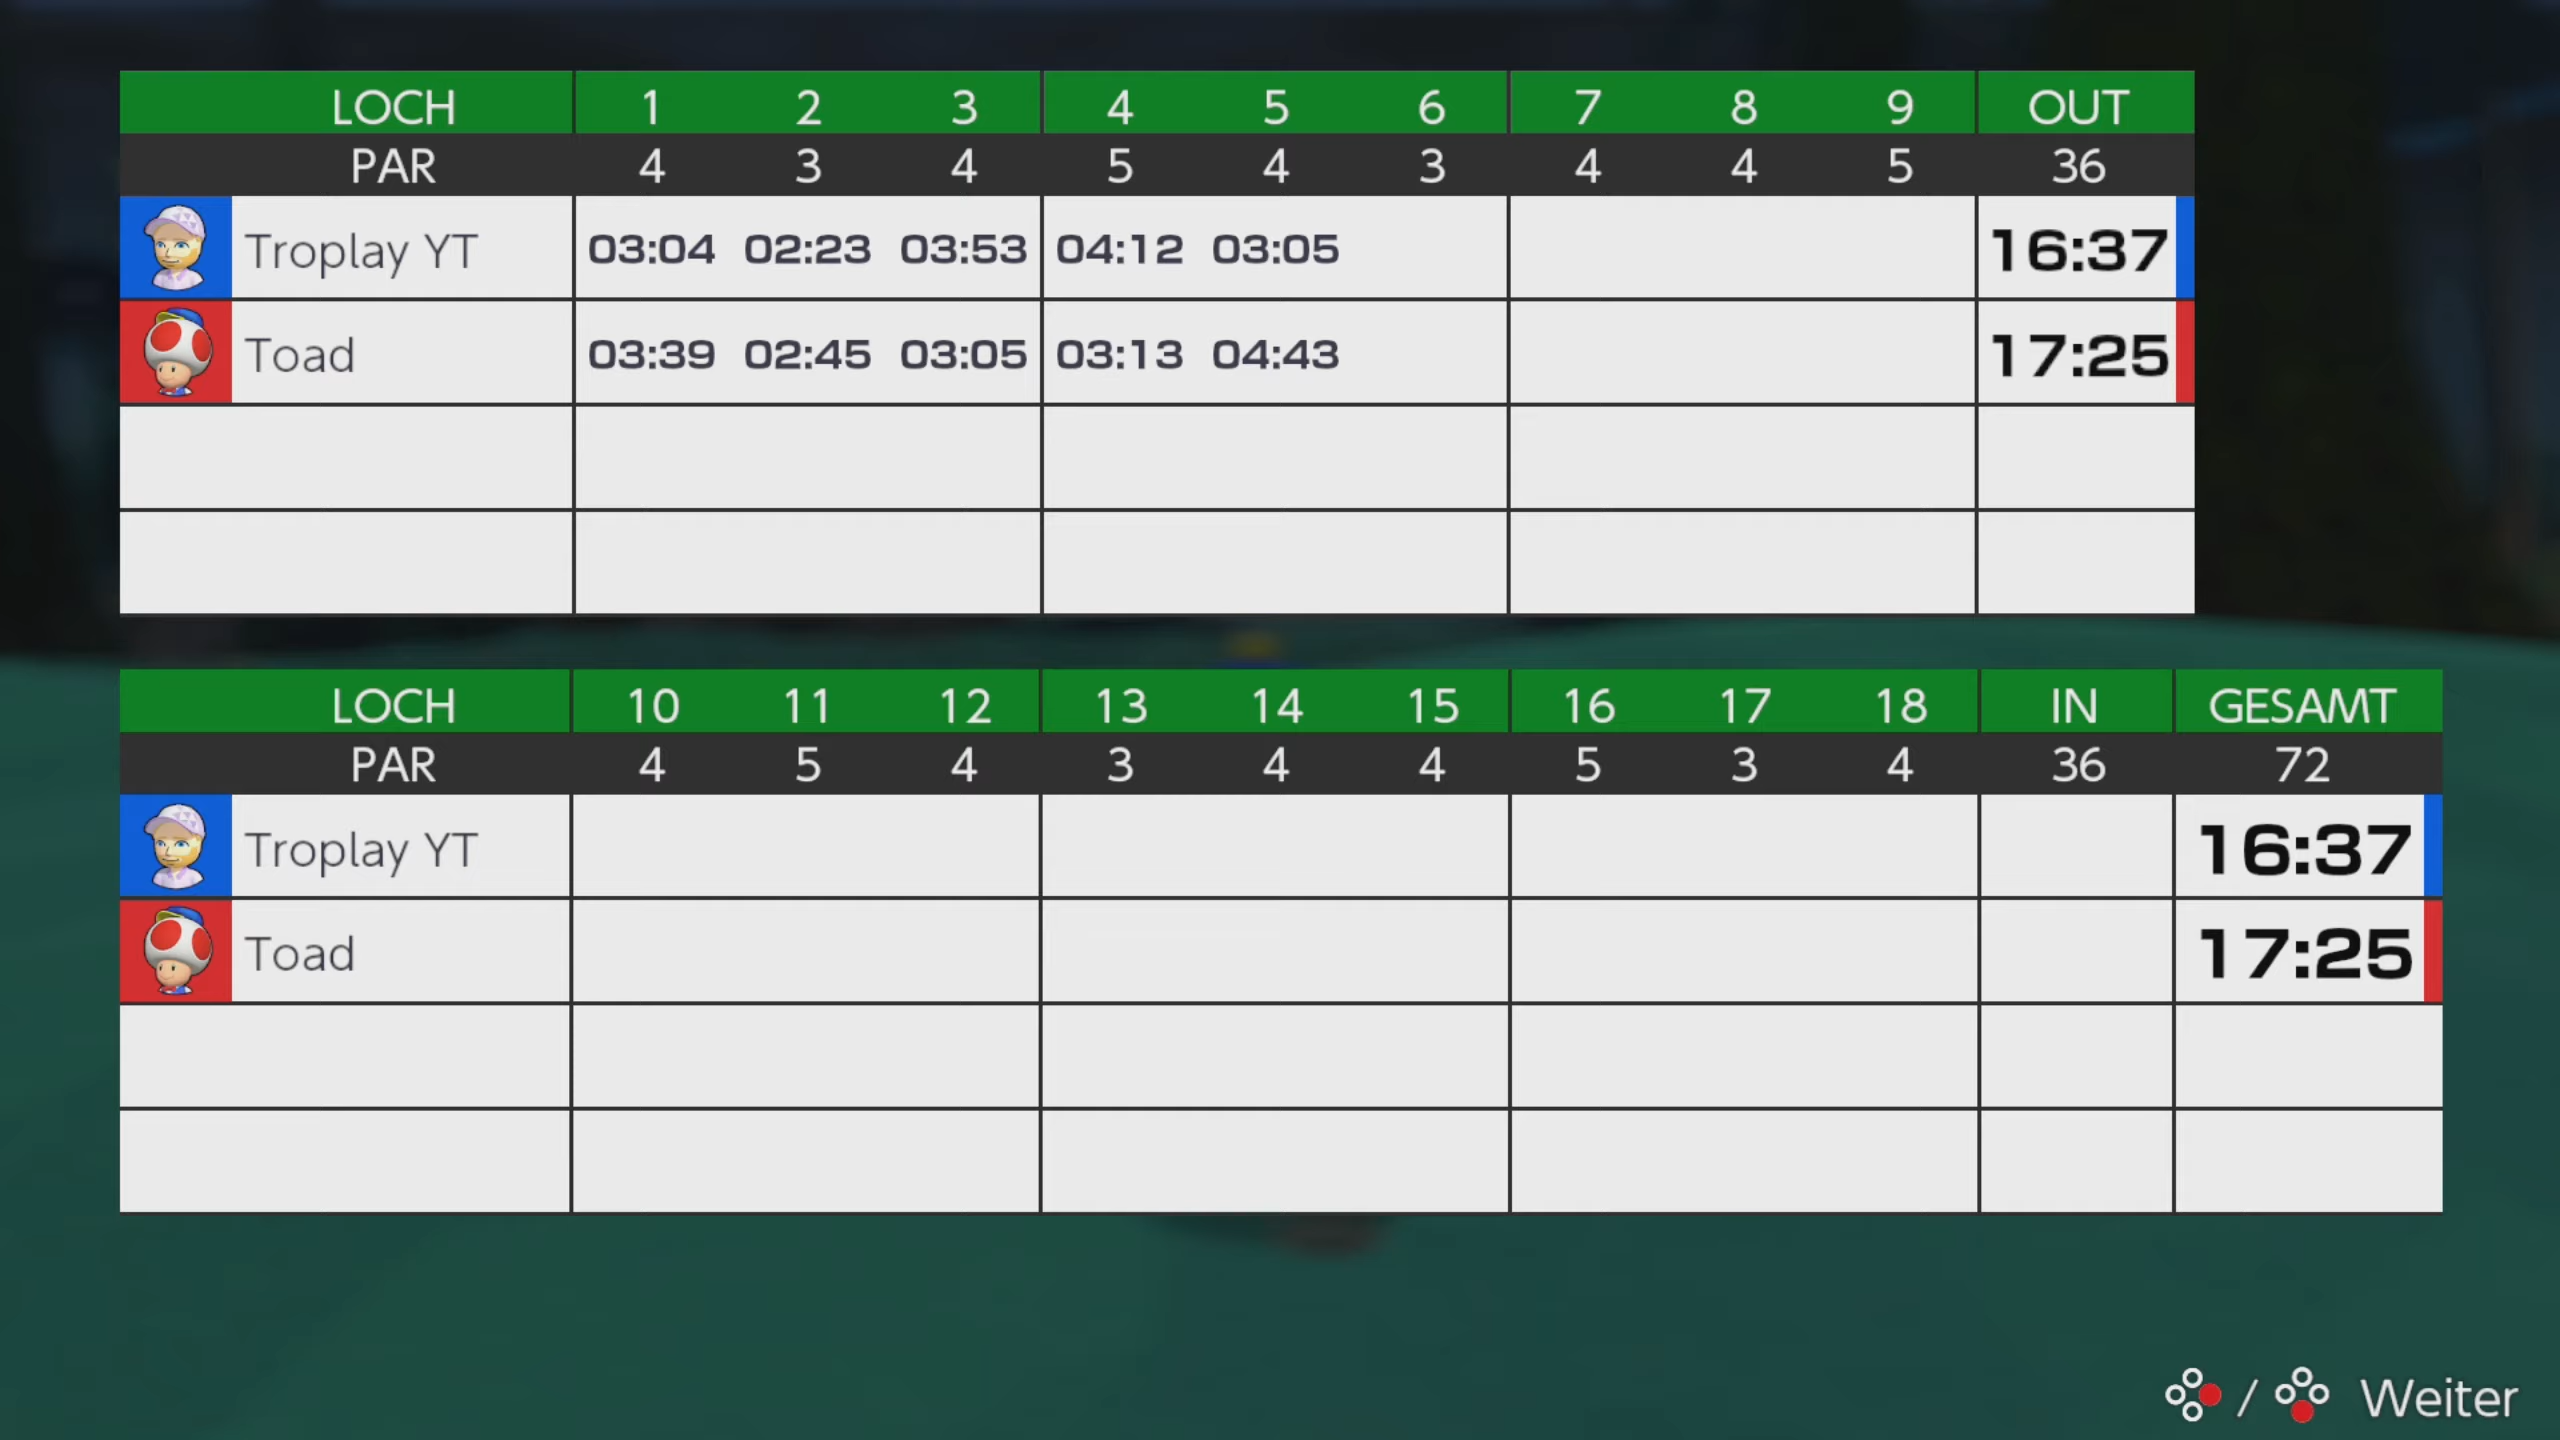 LOCH 1 2 3 4 5 6 7 8 9 OUT
PAR 4 3 4 5 4 3 4 4 5 36
Troplay YT 03:04 02:23 03:53 04:12 03:05 16:37
Toad 03:39 02:45 03:05 03:13 04:43 17:25
LOCH 10 11 12 13 14 15 16 17 18 IN GESAMT
PAR 4 5 4 3 4 4 5 3 4 36 72
Troplay YT 16:37
Toad 17:25
/ Weiter